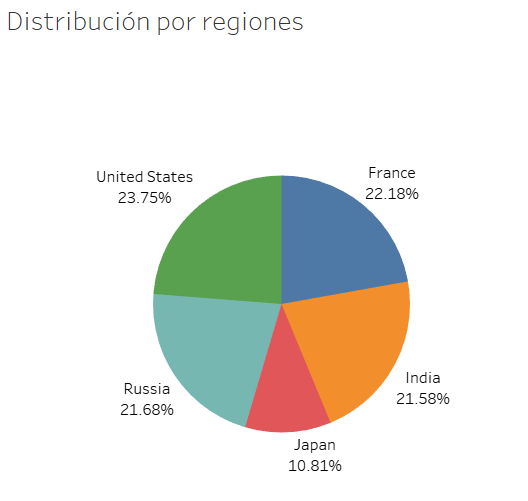 Distribución por regiones
United States
23.75%
France
22.18%
India
21.58%
Russia
21.68%
Japan
10.81%